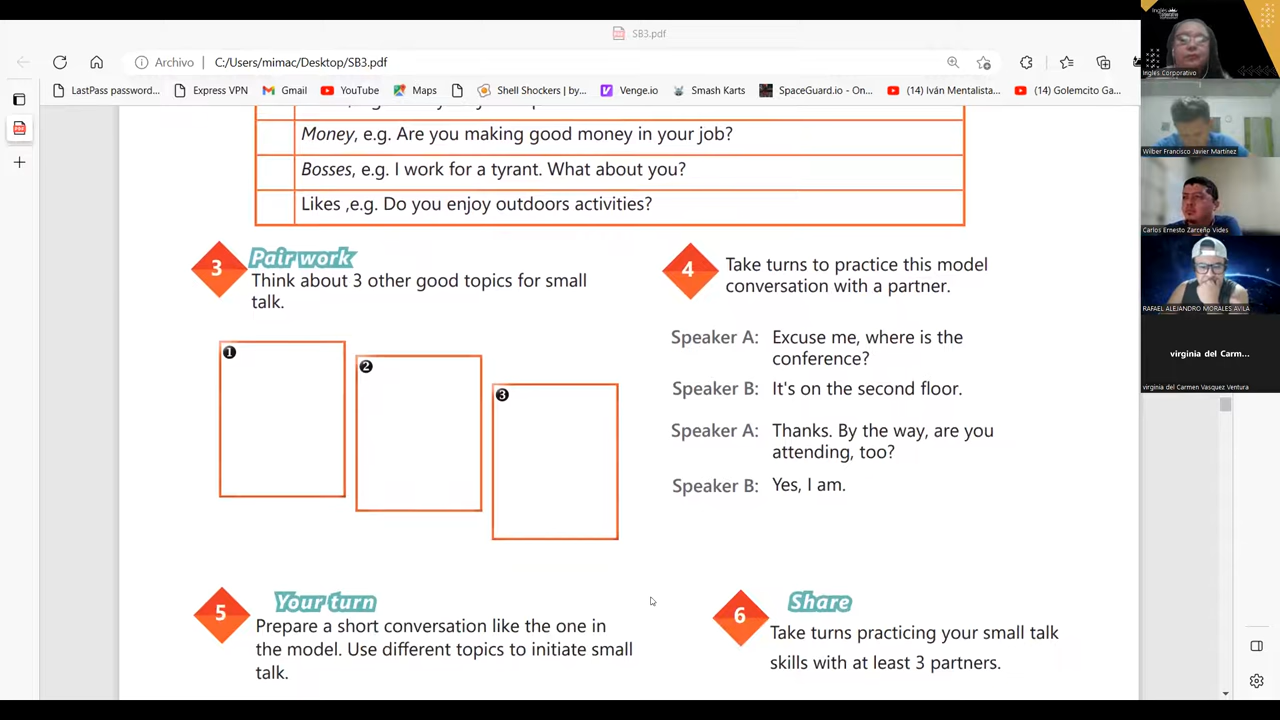 SB3.pdf
Archivo
C:/Users/mimac/Desktop/SB3.pdf
LastPass password...
Express VPN
Gmail
YouTube
Maps
Shell Shockers | by...
Venge.io
Smash Karts
SpaceGuard.io - On...
(14) Iván Mentalista...
(14) Golemcito Ga...
Money, e.g. Are you making good money in your job?
Bosses, e.g. I work for a tyrant. What about you?
Likes ,e.g. Do you enjoy outdoors activities?
3 Pair work
Think about 3 other good topics for small
talk.
1
2
3
4 Take turns to practice this model
conversation with a partner.
Speaker A: Excuse me, where is the
conference?
Speaker B: It's on the second floor.
Speaker A: Thanks. By the way, are you
attending, too?
Speaker B: Yes, I am.
5 Your turn
Prepare a short conversation like the one in
the model. Use different topics to initiate small
talk.
6 Share
Take turns practicing your small talk
skills with at least 3 partners.
Inglés
Inglés Corporativo
Wilber Francisco Javier Martínez
Carlos Ernesto Zarceño Vides
RAFAEL ALEJANDRO MORALES AVILA
virginia del Carm...
virginia del Carmen Vasquez Ventura